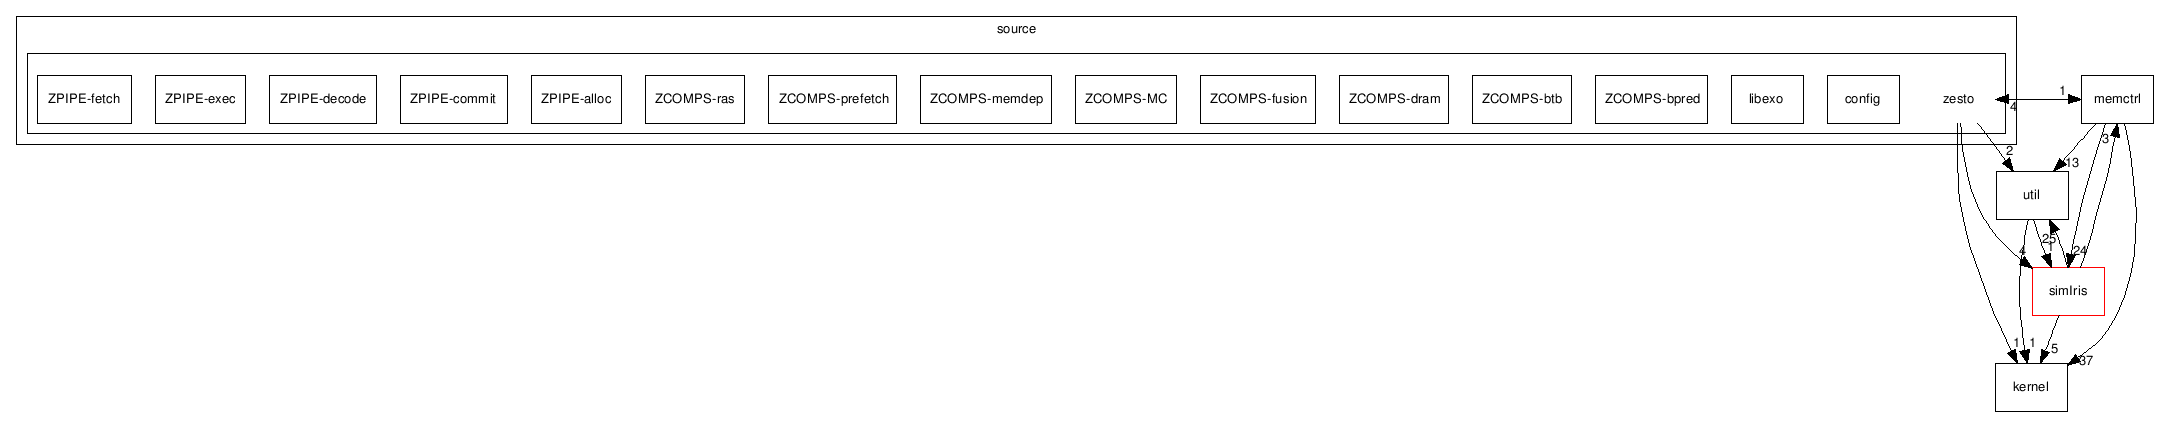 source
ZPIPE-fetch ZPIPE-exec ZPIPE-decode ZPIPE-commit ZPIPE-alloc ZCOMPS-ras ZCOMPS-prefetch ZCOMPS-memdep ZCOMPS-MC ZCOMPS-fusion ZCOMPS-dram ZCOMPS-btb ZCOMPS-bpred libexo config zesto 4 1 memctrl
3
2 13
util
25
4 1 24
simIris
1 1 5 37
kernel